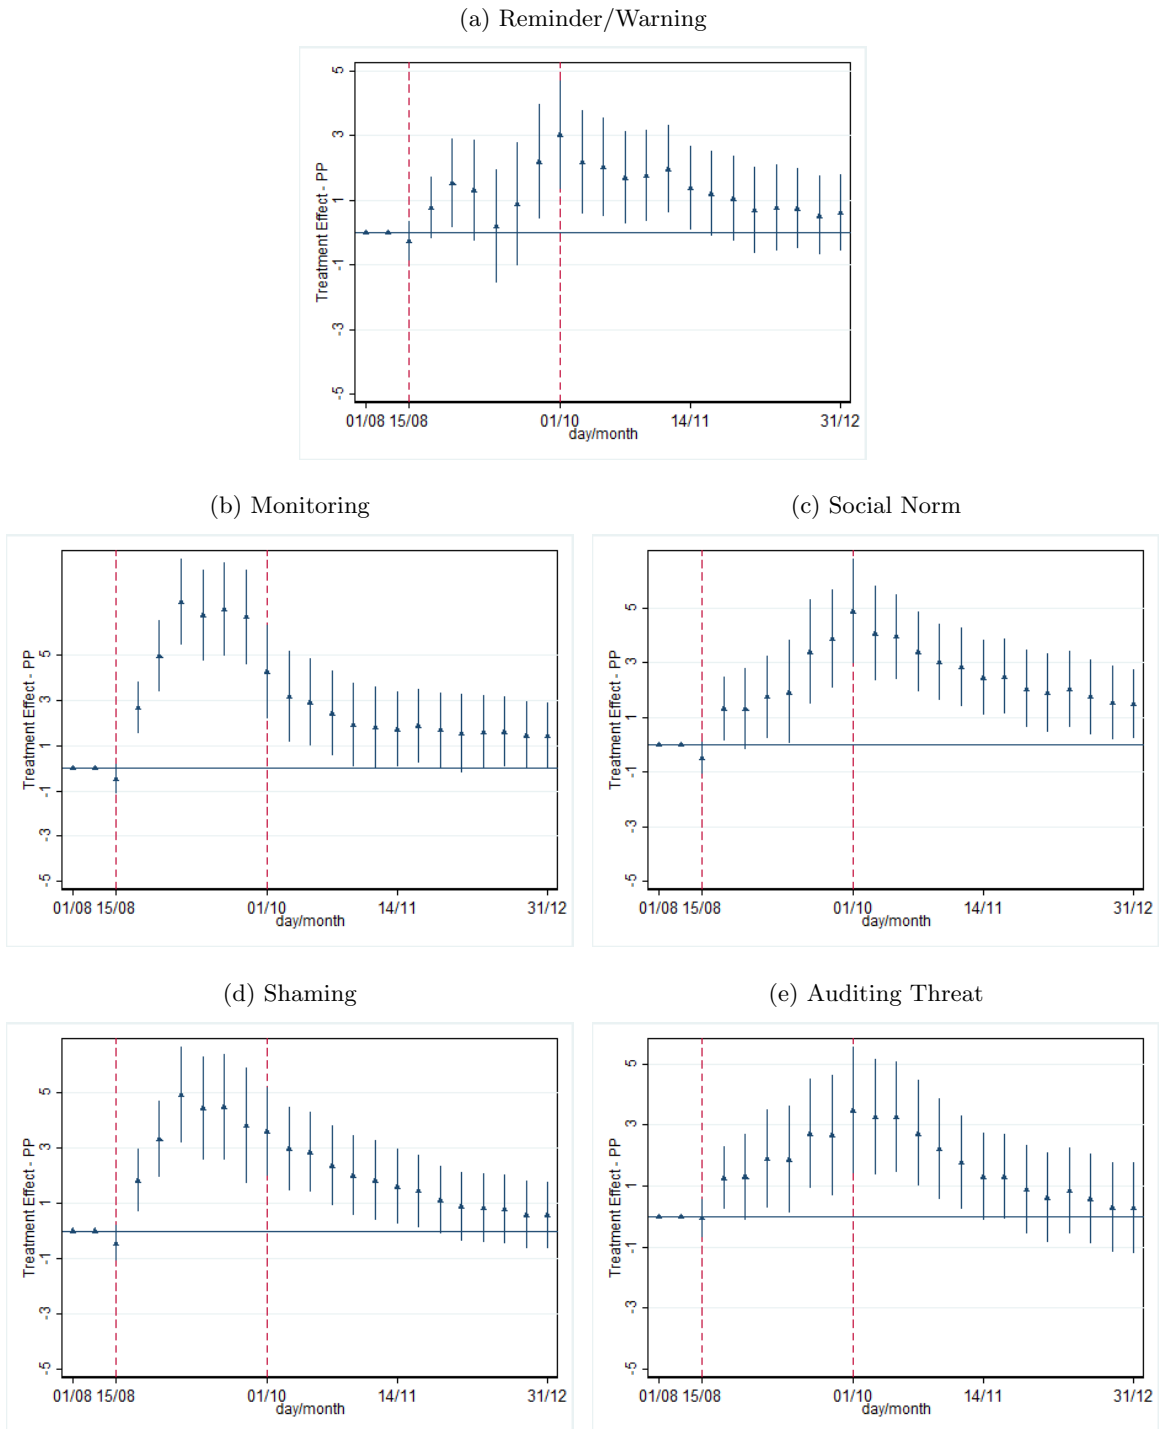 (a) Reminder/Warning
5
3
1
-1
-3
-5
Treatment Effect - PP
01/08 15/08 01/10 14/11 31/12
day/month
(b) Monitoring
5
3
1
-1
-3
-5
Treatment Effect - PP
01/08 15/08 01/10 14/11 31/12
day/month
(c) Social Norm
5
3
1
-1
-3
-5
Treatment Effect - PP
01/08 15/08 01/10 14/11 31/12
day/month
(d) Shaming
5
3
1
-1
-3
-5
Treatment Effect - PP
01/08 15/08 01/10 14/11 31/12
day/month
(e) Auditing Threat
5
3
1
-1
-3
-5
Treatment Effect - PP
01/08 15/08 01/10 14/11 31/12
day/month